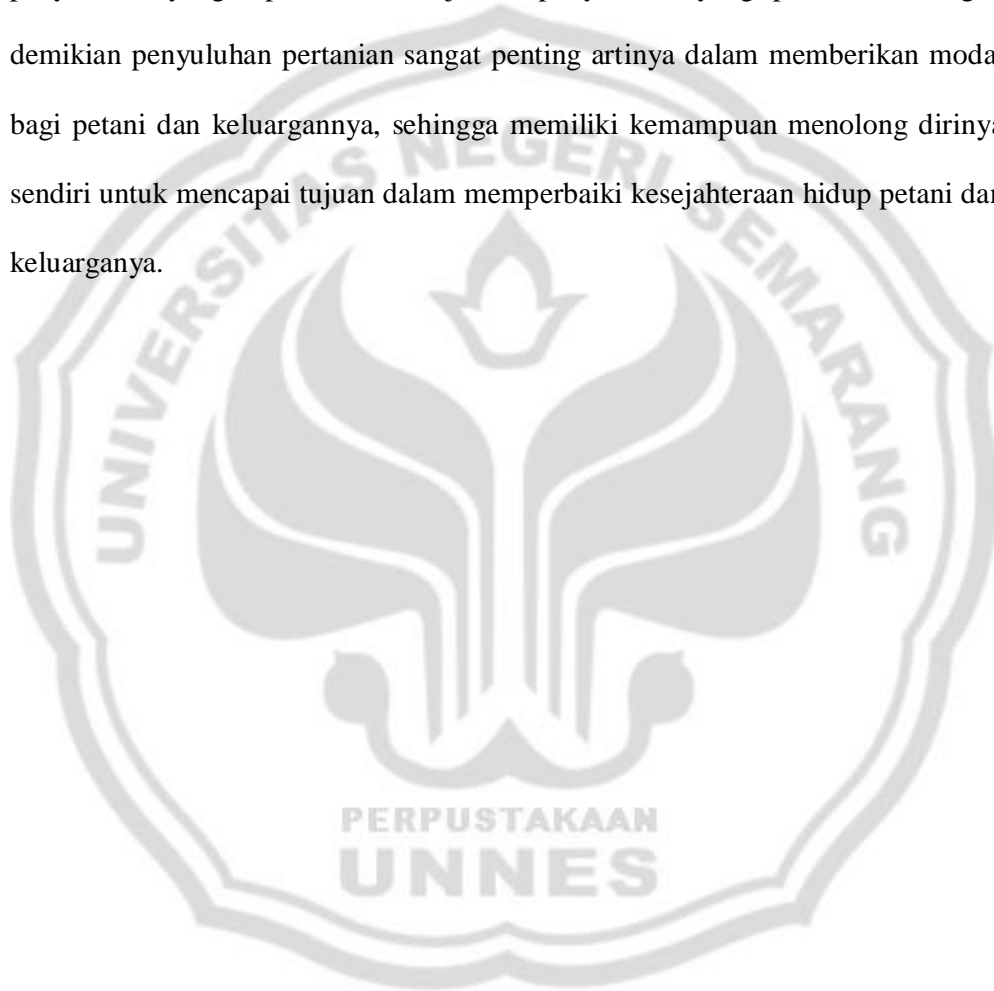 demikian penyuluhan pertanian sangat penting artinya dalam memberikan moda
bagi petani dan keluargannya, sehingga memiliki kemampuan menolong dirinya
sendiri untuk mencapai tujuan dalam memperbaiki kesejahteraan hidup petani dan
keluarganya.
UNIVERSITAS NEGERI SEMARANG
PERPUSTAKAAN
UNNES